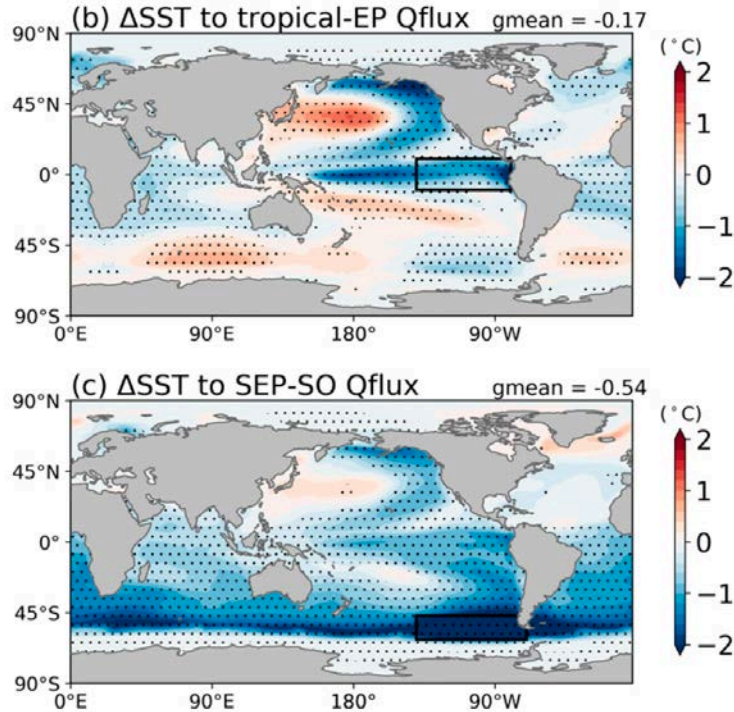 (b) ΔSST to tropical-EP Qflux gmean = -0.17
(°C)
90°N
45°N
0°
45°S
90°S
0°E 90°E 180° 90°W
2
1
0
−1
−2
(c) ΔSST to SEP-SO Qflux gmean = -0.54
(°C)
90°N
45°N
0°
45°S
90°S
0°E 90°E 180° 90°W
2
1
0
−1
−2